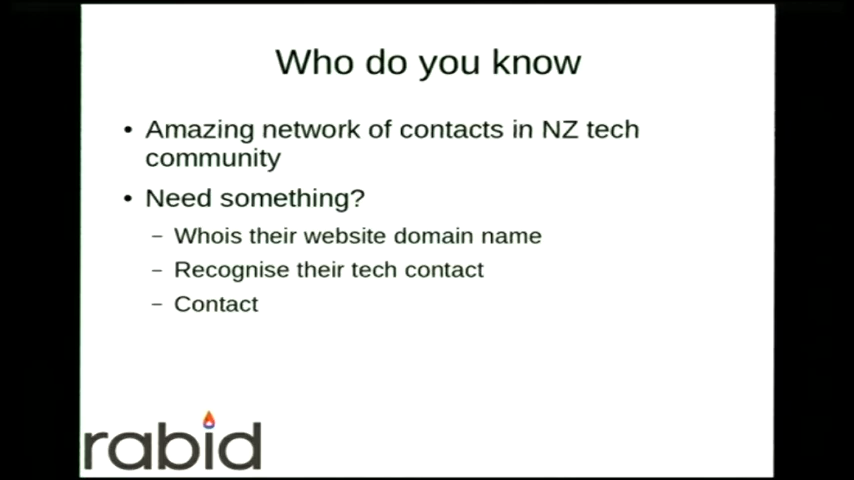 Who do you know
• Amazing network of contacts in NZ tech
community
• Need something?
– Whois their website domain name
– Recognise their tech contact
– Contact
rabid